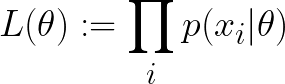 L(θ) := ∏_i p(x_i|θ)